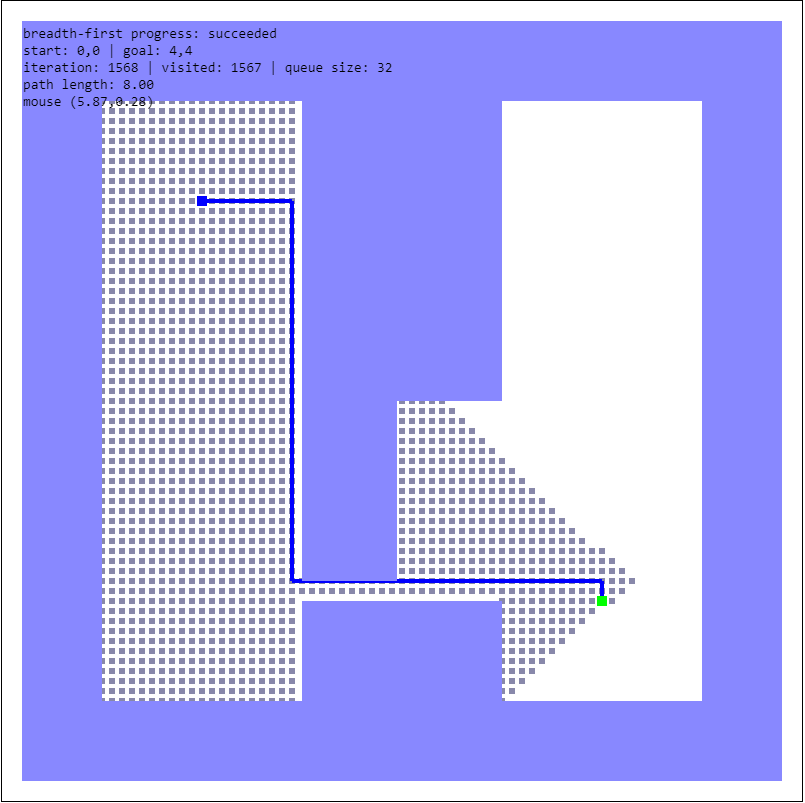 breadth-first progress: succeeded
start: 0,0 | goal: 4,4
iteration: 1568 | visited: 1567 | queue size: 32
path length: 8.00
mouse (5.87,0.28)